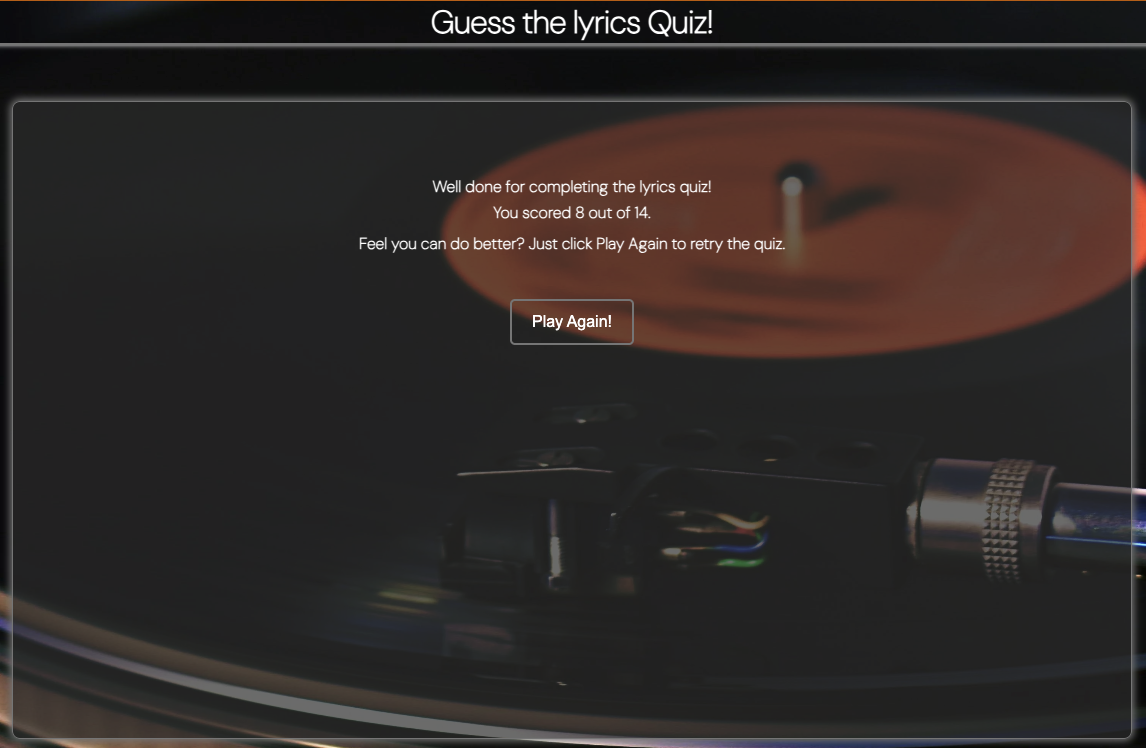 Guess the lyrics Quiz!
Well done for completing the lyrics quiz!
You scored 8 out of 14.
Feel you can do better? Just click Play Again to retry the quiz.
Play Again!